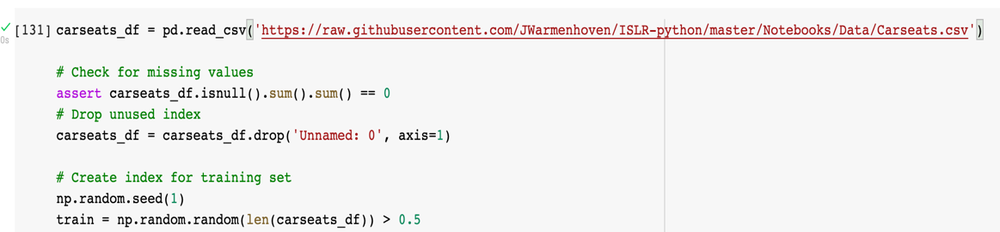 [131] carseats_df = pd.read_csv('https://raw.githubusercontent.com/JWarmenhoven/ISLR-python/master/Notebooks/Data/Carseats.csv')
0s
# Check for missing values
assert carseats_df.isnull().sum().sum() == 0
# Drop unused index
carseats_df = carseats_df.drop('Unnamed: 0', axis=1)
# Create index for training set
np.random.seed(1)
train = np.random.random(len(carseats_df)) > 0.5